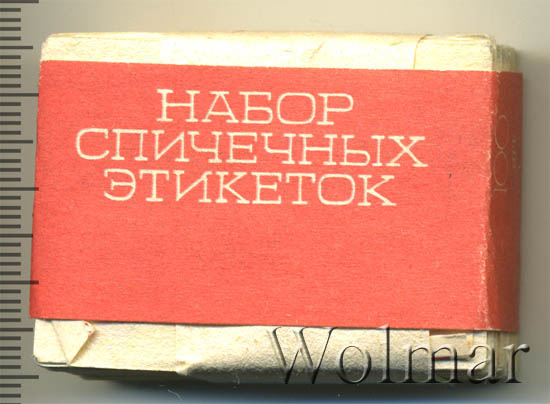 НАБОР
СПИЧЕЧНЫХ
ЭТИКЕТОК
100
Wolmar